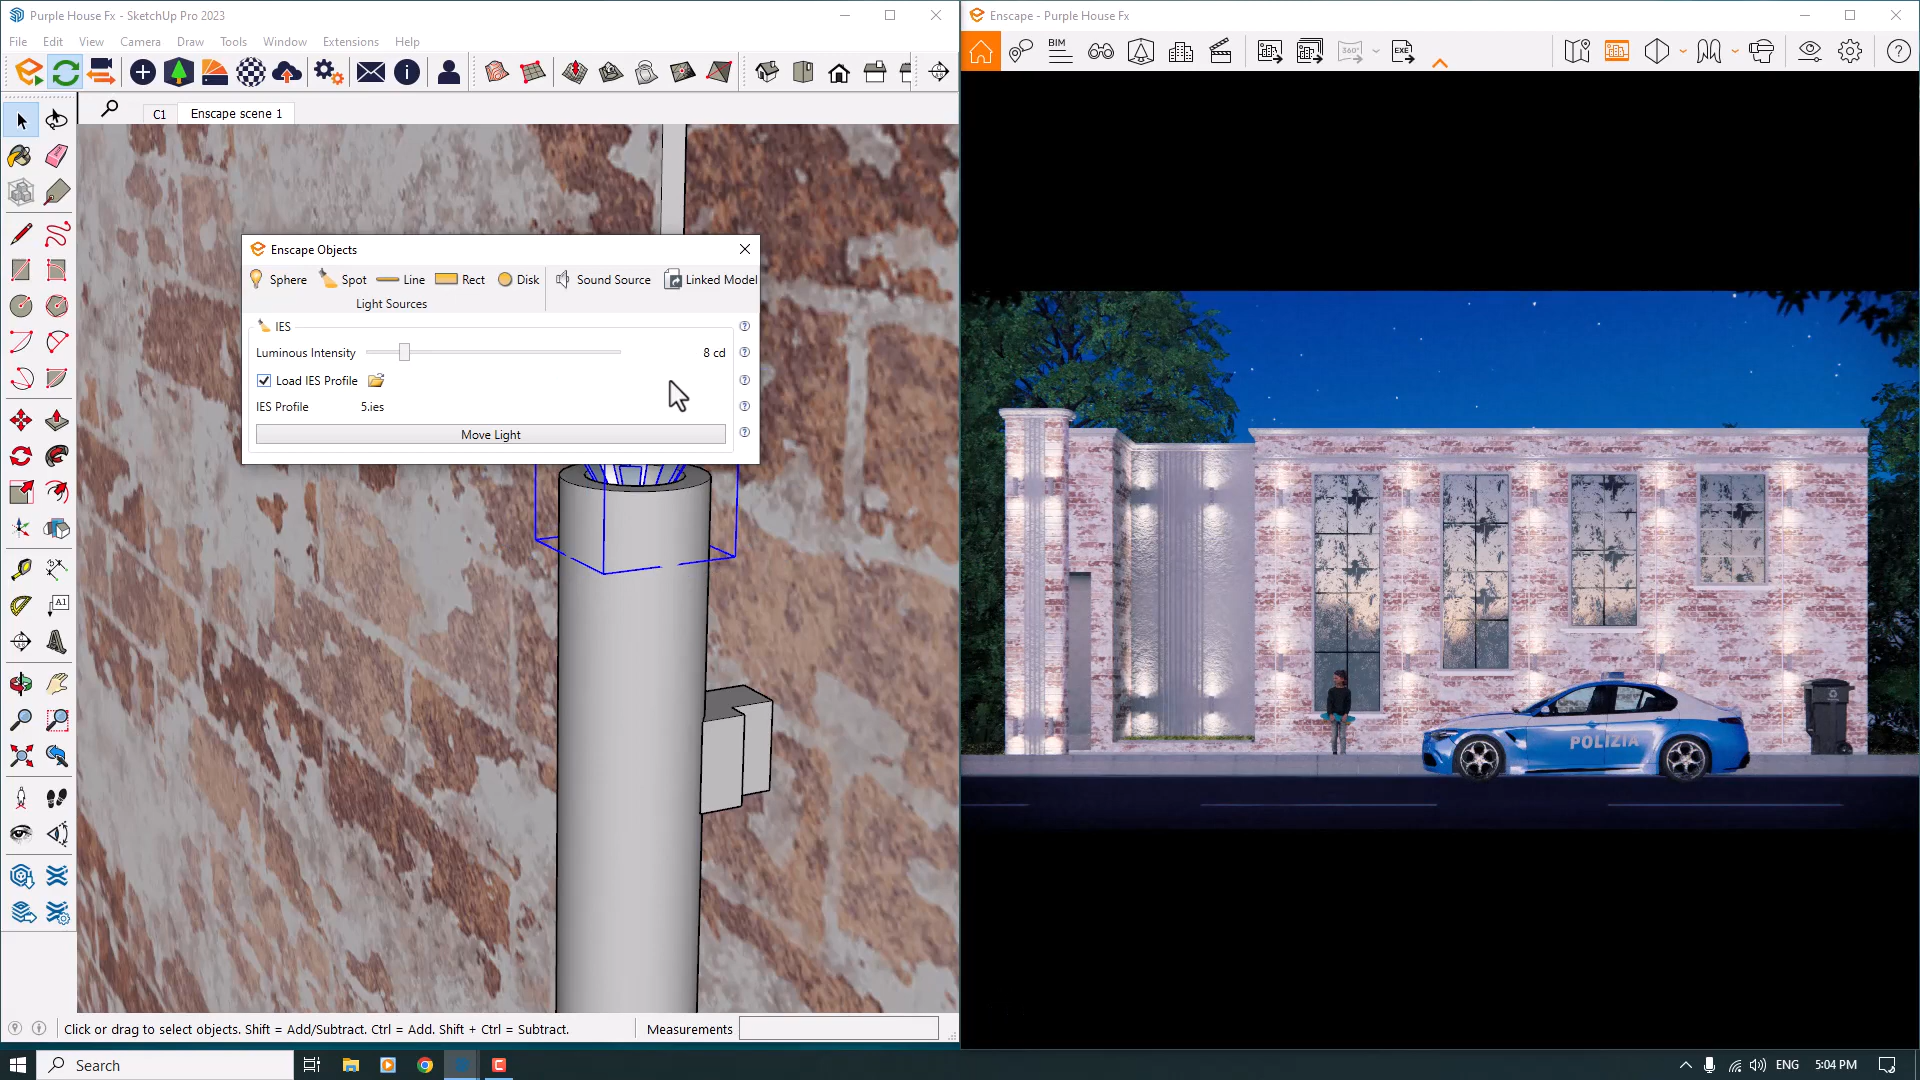 Purple House Fx - SketchUp Pro 2023
File Edit View Camera Draw Tools Window Extensions Help
C1 Enscape scene 1
A1
Enscape Objects
Sphere Spot Line Rect Disk Sound Source Linked Model
Light Sources
IES
Luminous Intensity 8 cd
Load IES Profile
IES Profile 5.ies
Move Light
Click or drag to select objects. Shift = Add/Subtract. Ctrl = Add. Shift + Ctrl = Subtract.
Measurements
Enscape - Purple House Fx
BIM
360°
EXE
POLIZIA
Search
ENG 5:04 PM